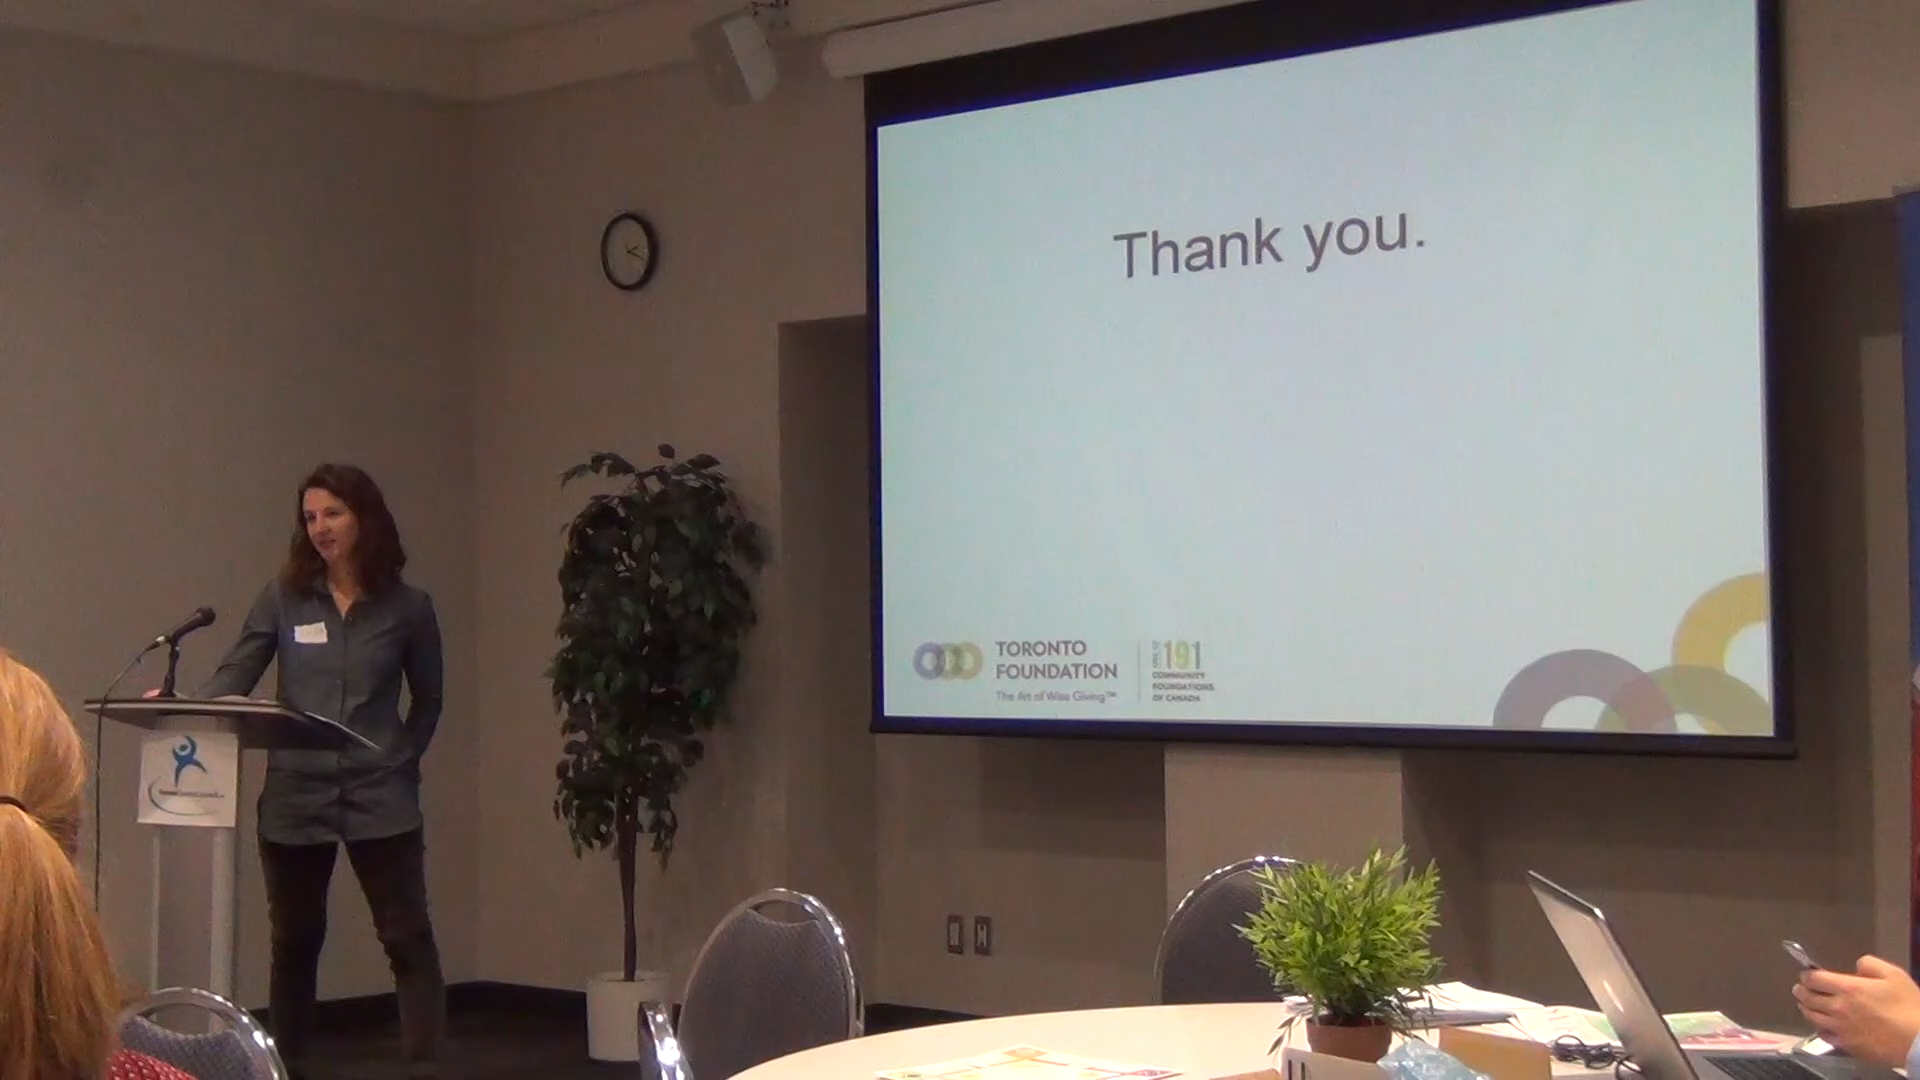 Thank you.
TORONTO
FOUNDATION
The Art of Wise Giving™
191
COMMUNITY
FOUNDATIONS
OF CANADA